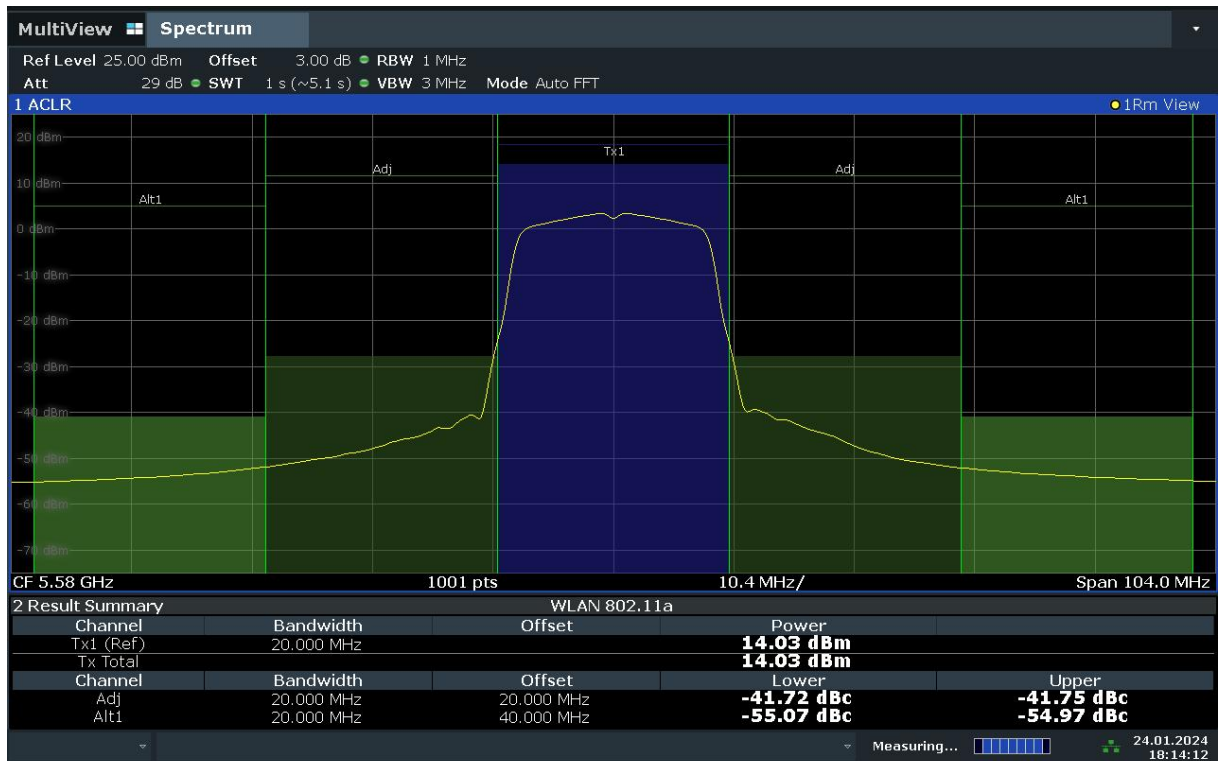 MultiView Spectrum
Ref Level 25.00 dBm Offset 3.00 dB RBW 1 MHz
Att 29 dB SWT 1 s (~5.1 s) VBW 3 MHz Mode Auto FFT
1 ACLR 1Rm View
20 dBm
Tx1
Adj Adj
10 dBm
Alt1 Alt1
0 dBm
-10 dBm
-20 dBm
-30 dBm
-40 dBm
-50 dBm
-60 dBm
-70 dBm
CF 5.58 GHz 1001 pts 10.4 MHz/ Span 104.0 MHz
2 Result Summary WLAN 802.11a
Channel Bandwidth Offset Power
Tx1 (Ref) 20.000 MHz 14.03 dBm
Tx Total 14.03 dBm
Channel Bandwidth Offset Lower Upper
Adj 20.000 MHz 20.000 MHz -41.72 dBc -41.75 dBc
Alt1 20.000 MHz 40.000 MHz -55.07 dBc -54.97 dBc
Measuring... 24.01.2024
18:14:12